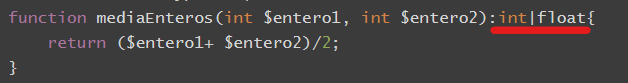 function mediaEnteros(int $entero1, int $entero2):int|float{
return ($entero1+ $entero2)/2;
}